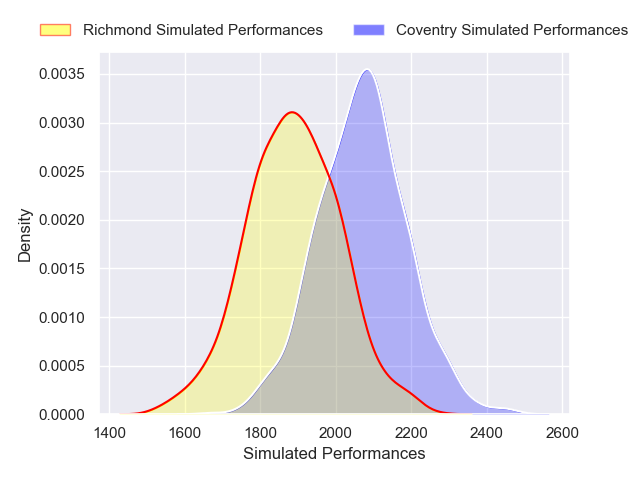 Richmond Simulated Performances Coventry Simulated Performances
0.0035
0.0030
0.0025
0.0020
0.0015
0.0010
0.0005
0.0000
Density
1400 1600 1800 2000 2200 2400 2600
Simulated Performances